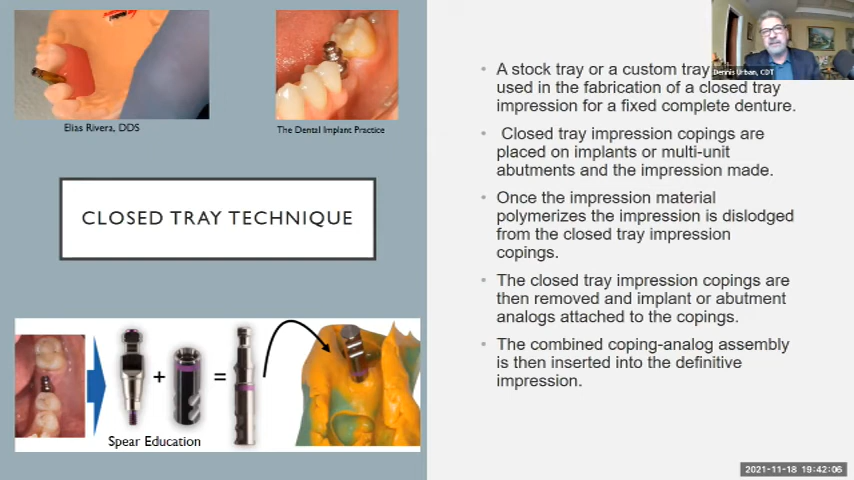 Elias Rivera, DDS
The Dental Implant Practice
CLOSED TRAY TECHNIQUE
+
=
Spear Education
Dennis Urban, CDT
• A stock tray or a custom tray
used in the fabrication of a closed tray
impression for a fixed complete denture.
• Closed tray impression copings are
placed on implants or multi-unit
abutments and the impression made.
• Once the impression material
polymerizes the impression is dislodged
from the closed tray impression
copings.
• The closed tray impression copings are
then removed and implant or abutment
analogs attached to the copings.
• The combined coping-analog assembly
is then inserted into the definitive
impression.
2021-11-18 19:42:06